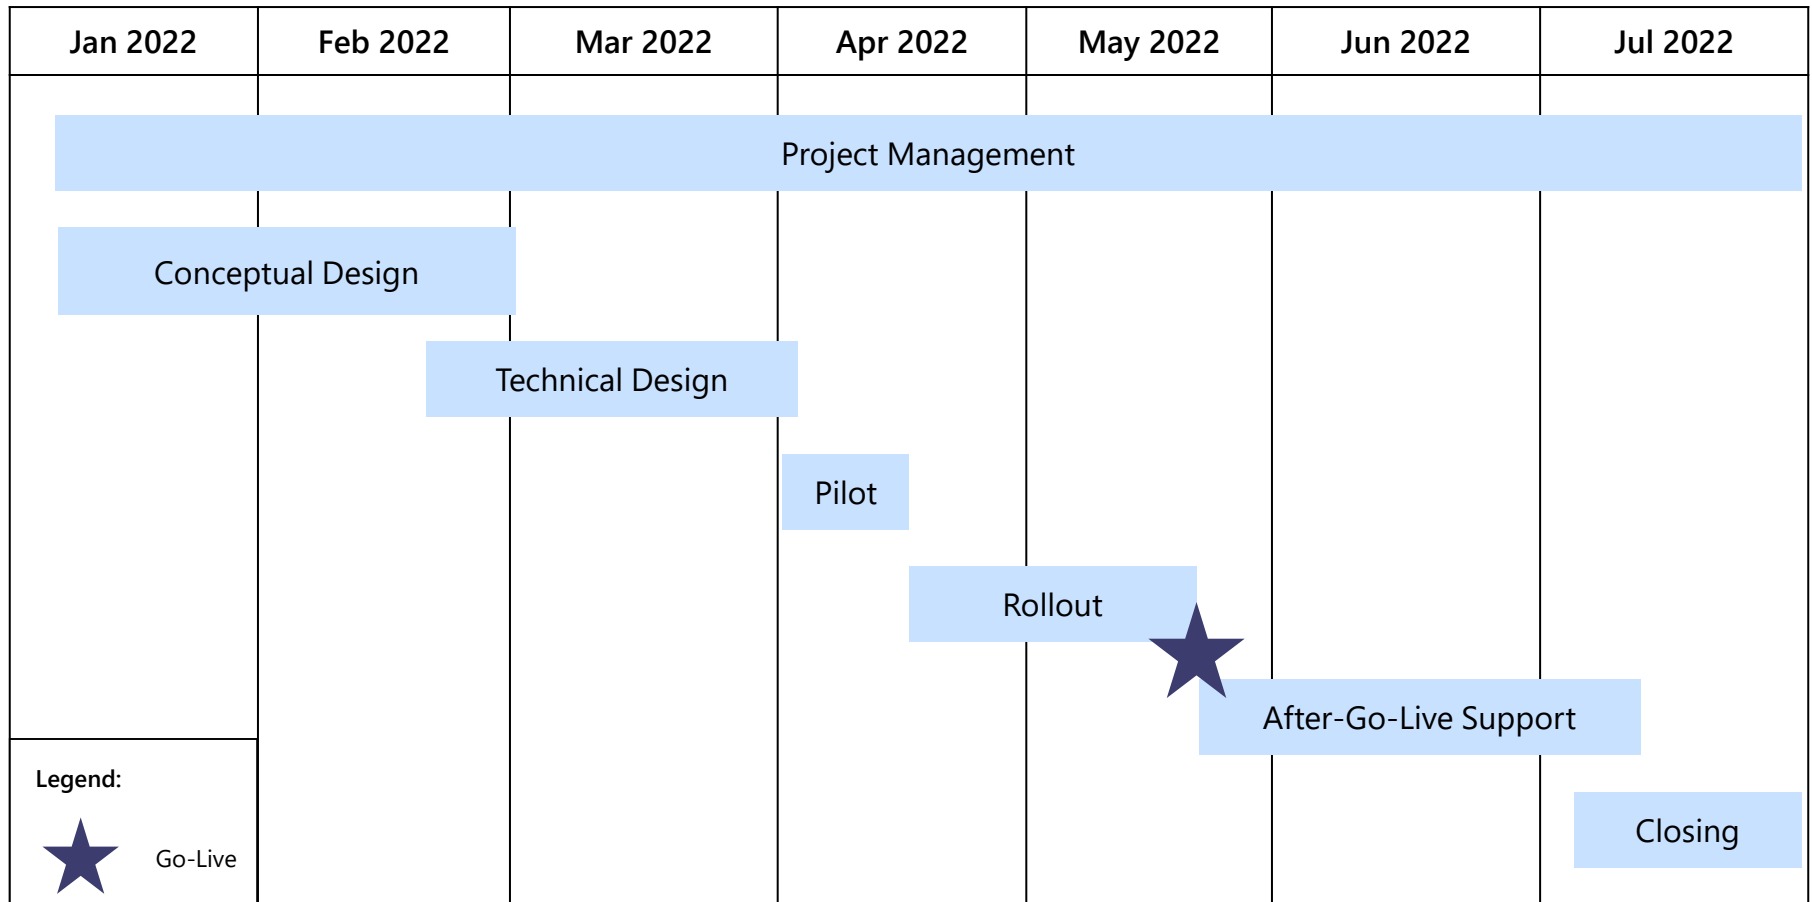 Jan 2022
Feb 2022
Mar 2022
Apr 2022
May 2022
Jun 2022
Jul 2022
Project Management
Conceptual Design
Technical Design
Pilot
Rollout
After-Go-Live Support
Closing
Legend:
Go-Live